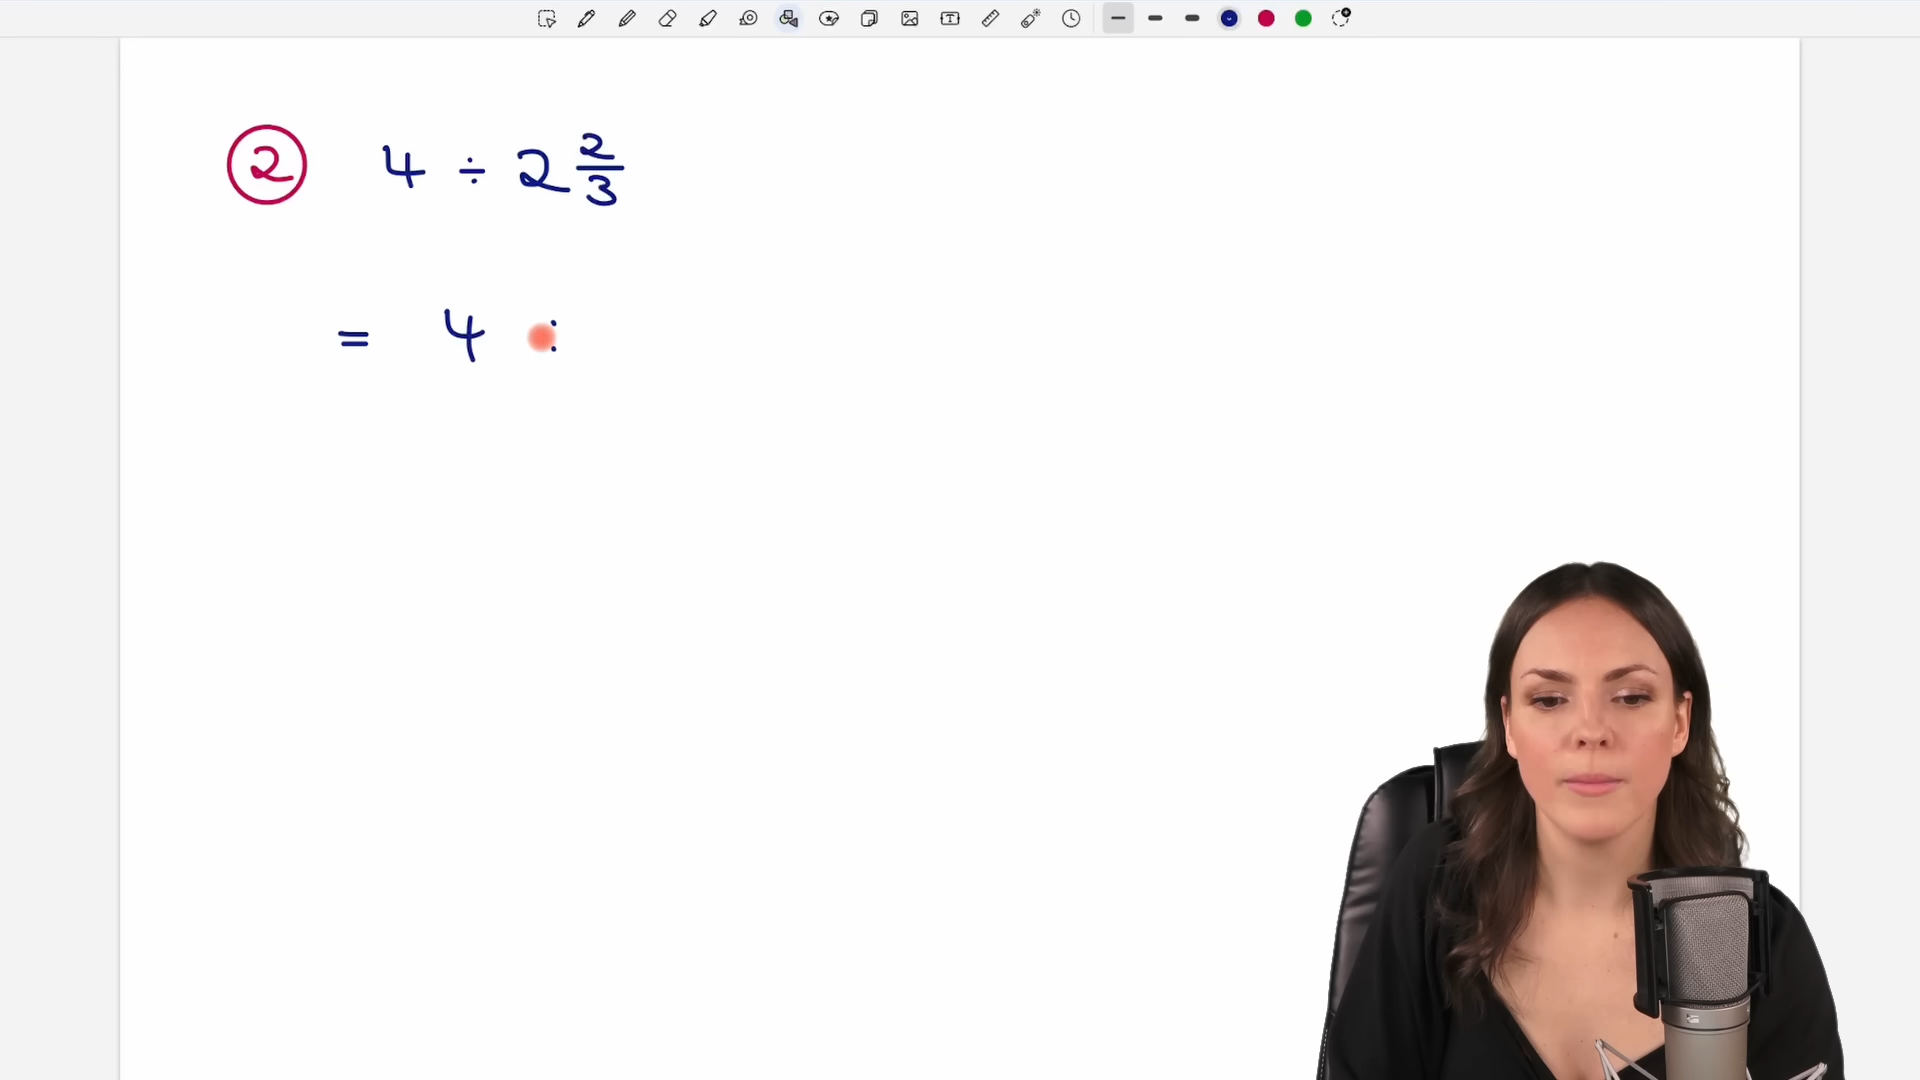 ② 4 ÷ 2 2/3
= 4 :